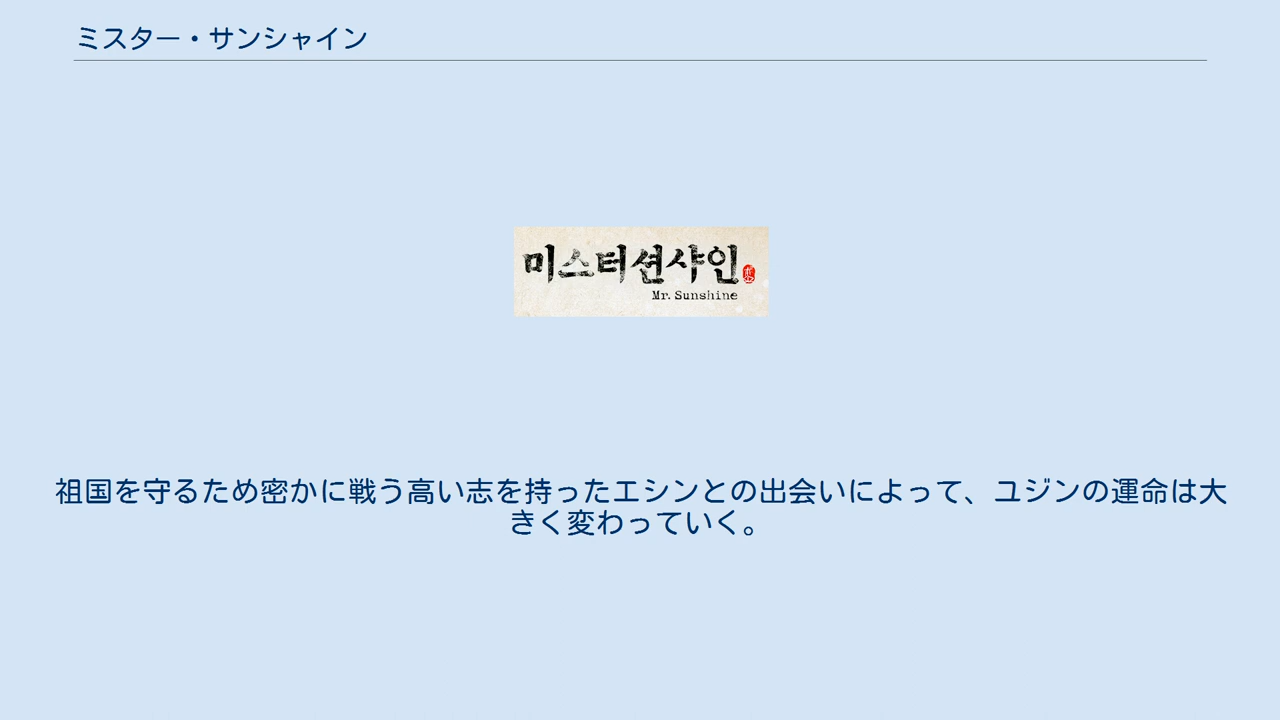 ミスター・サンシャイン
미스터션샤인
Mr. Sunshine
祖国を守るため密かに戦う高い志を持ったエシンとの出会いによって、ユジンの運命は大
きく変わっていく。